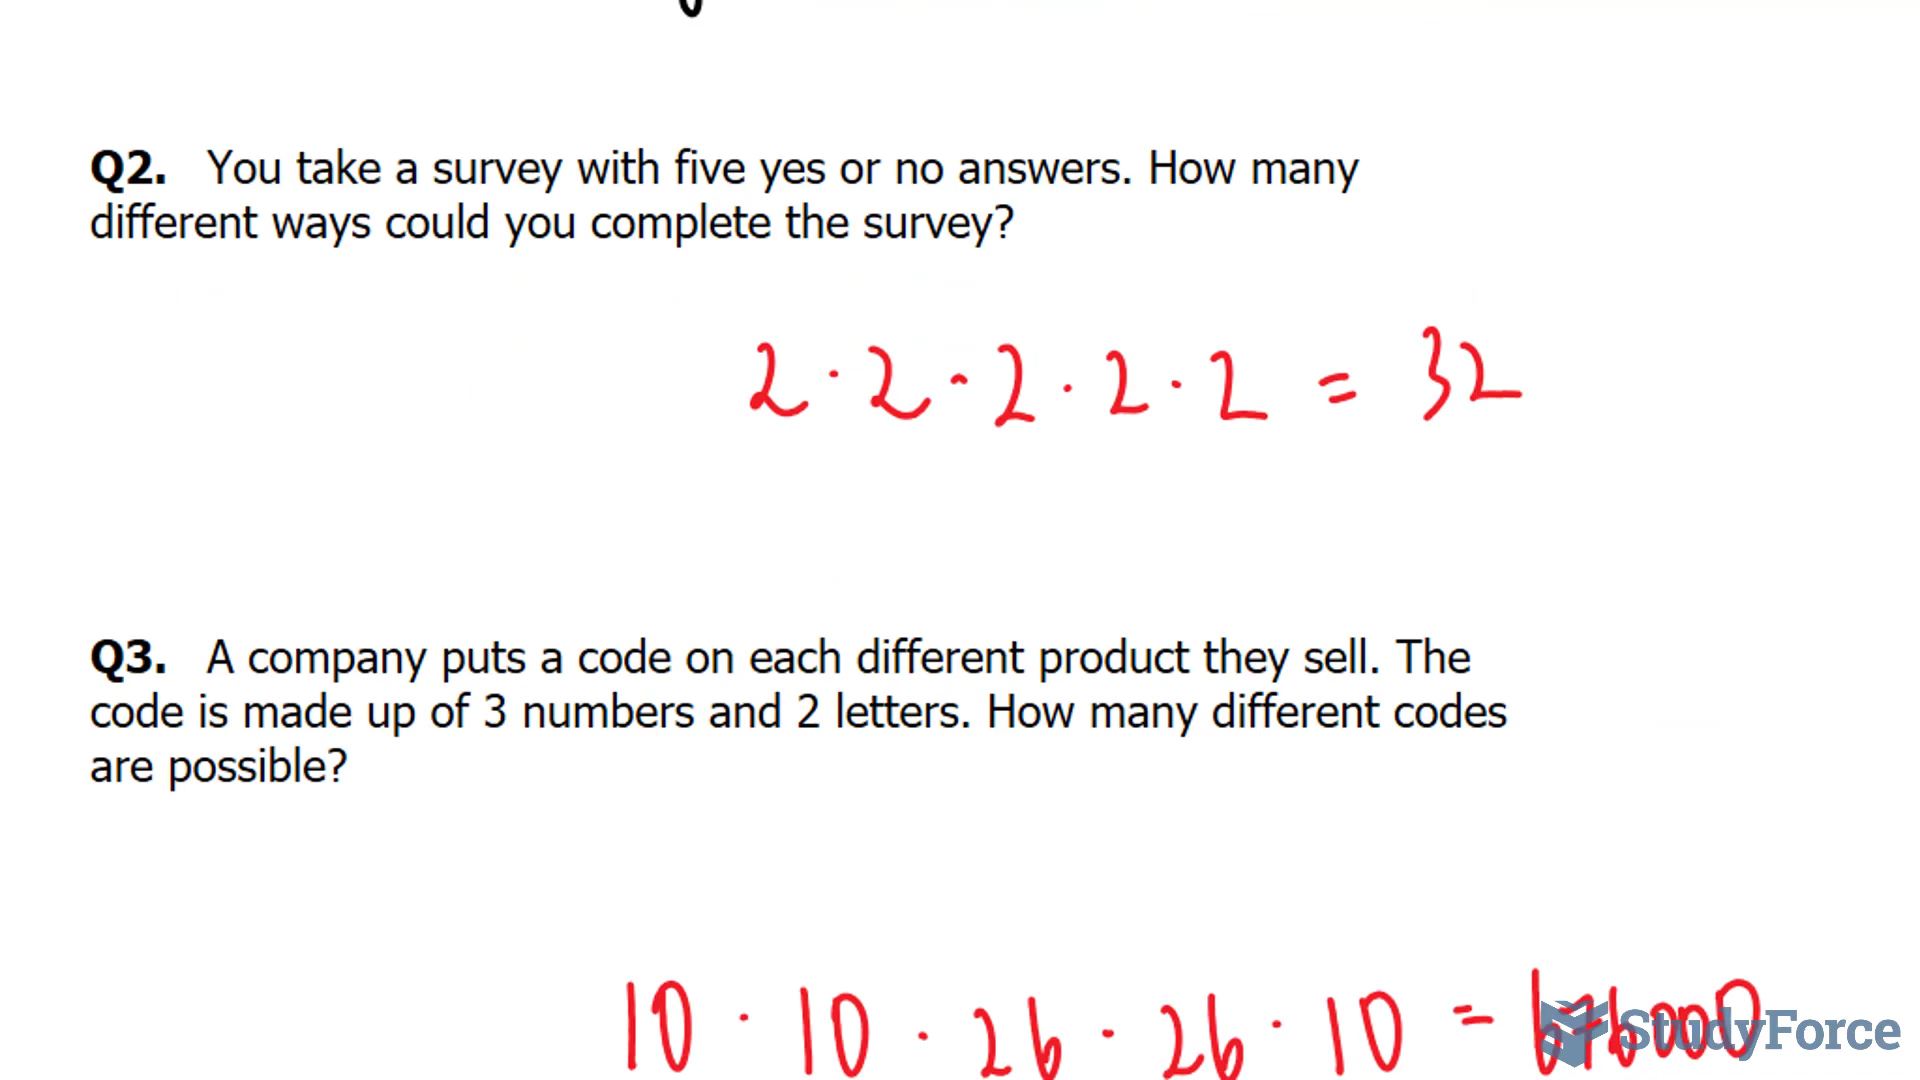 Q2. You take a survey with five yes or no answers. How many
different ways could you complete the survey?
2 · 2 · 2 · 2 · 2 = 32
Q3. A company puts a code on each different product they sell. The
code is made up of 3 numbers and 2 letters. How many different codes
are possible?
10 · 10 · 26 · 26 · 10 = 676000
StudyForce